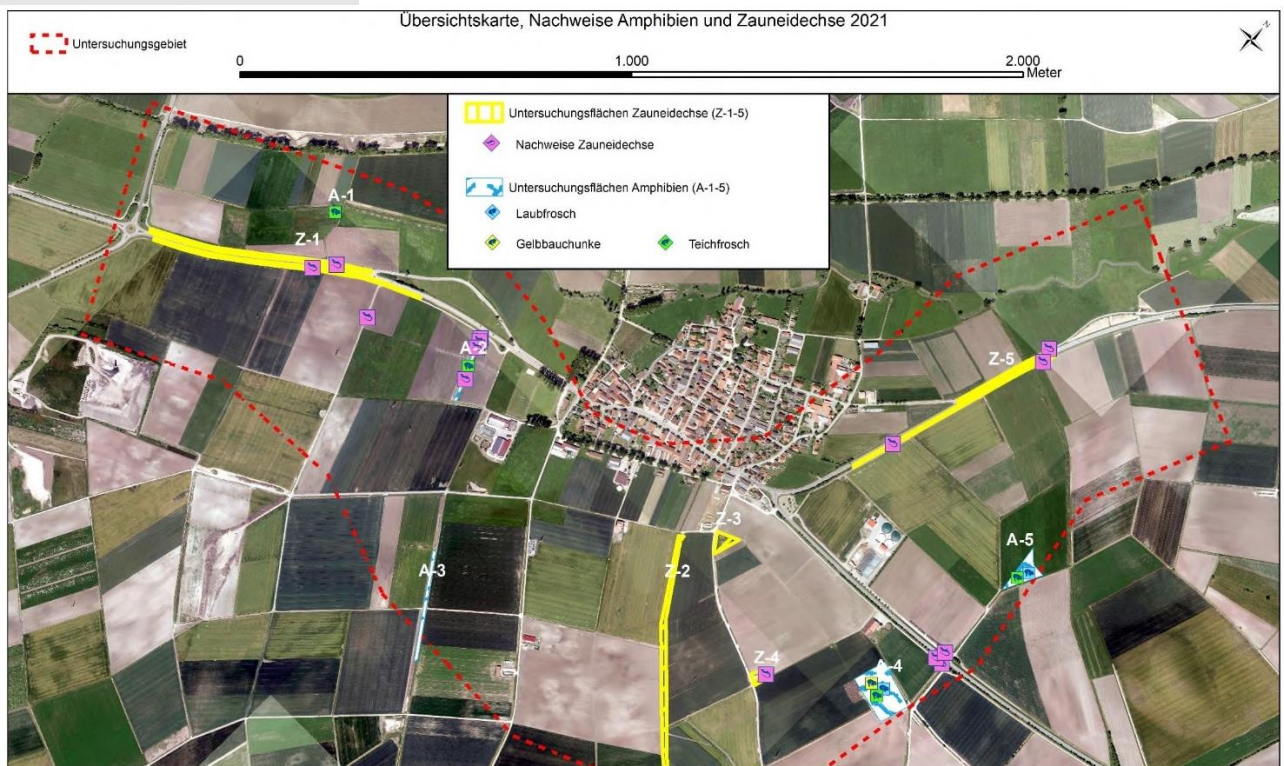 Übersichtskarte, Nachweise Amphibien und Zauneidechse 2021
Untersuchungsgebiet
N
0 1.000 2.000
Meter
Untersuchungsflächen Zauneidechse (Z-1-5)
Nachweise Zauneidechse
Untersuchungsflächen Amphibien (A-1-5)
Laubfrosch
Gelbbauchunke Teichfrosch
A-1
Z-1
A-2
Z-5
Z-3
A-5
A-3
Z-2
Z-4
A-4